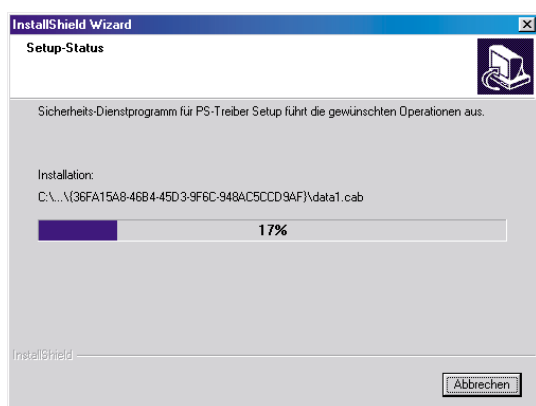 InstallShield Wizard
Setup-Status
Sicherheits-Dienstprogramm für PS-Treiber Setup führt die gewünschten Operationen aus.
Installation:
C:\...\{36FA15A8-46B4-45D3-9F6C-948AC5CCD9AF}\data1.cab
17%
InstallShield
Abbrechen